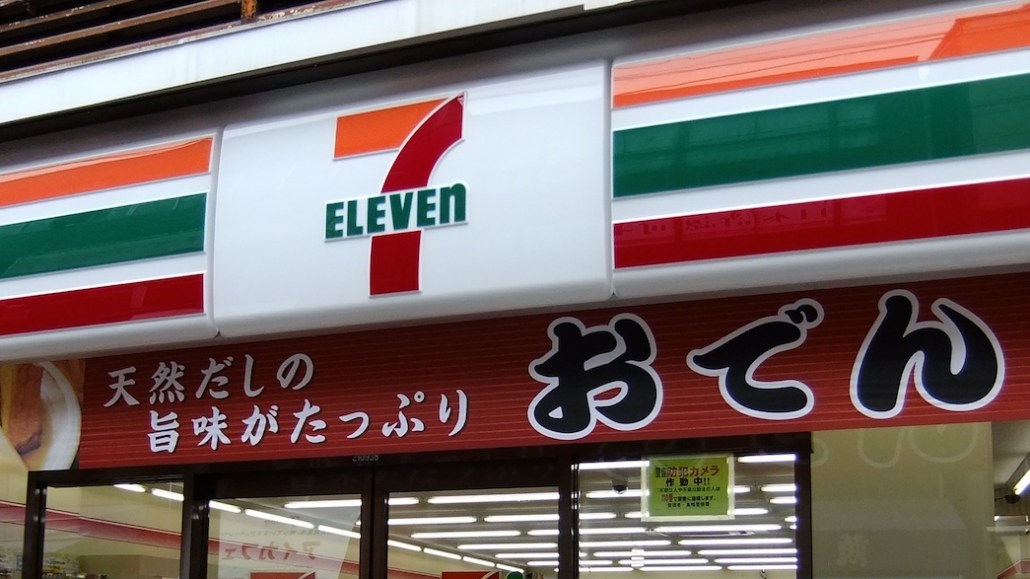 7
ELEVEn
天然だしの
旨味がたっぷり
おでん
210938
防犯カメラ
作動中!!